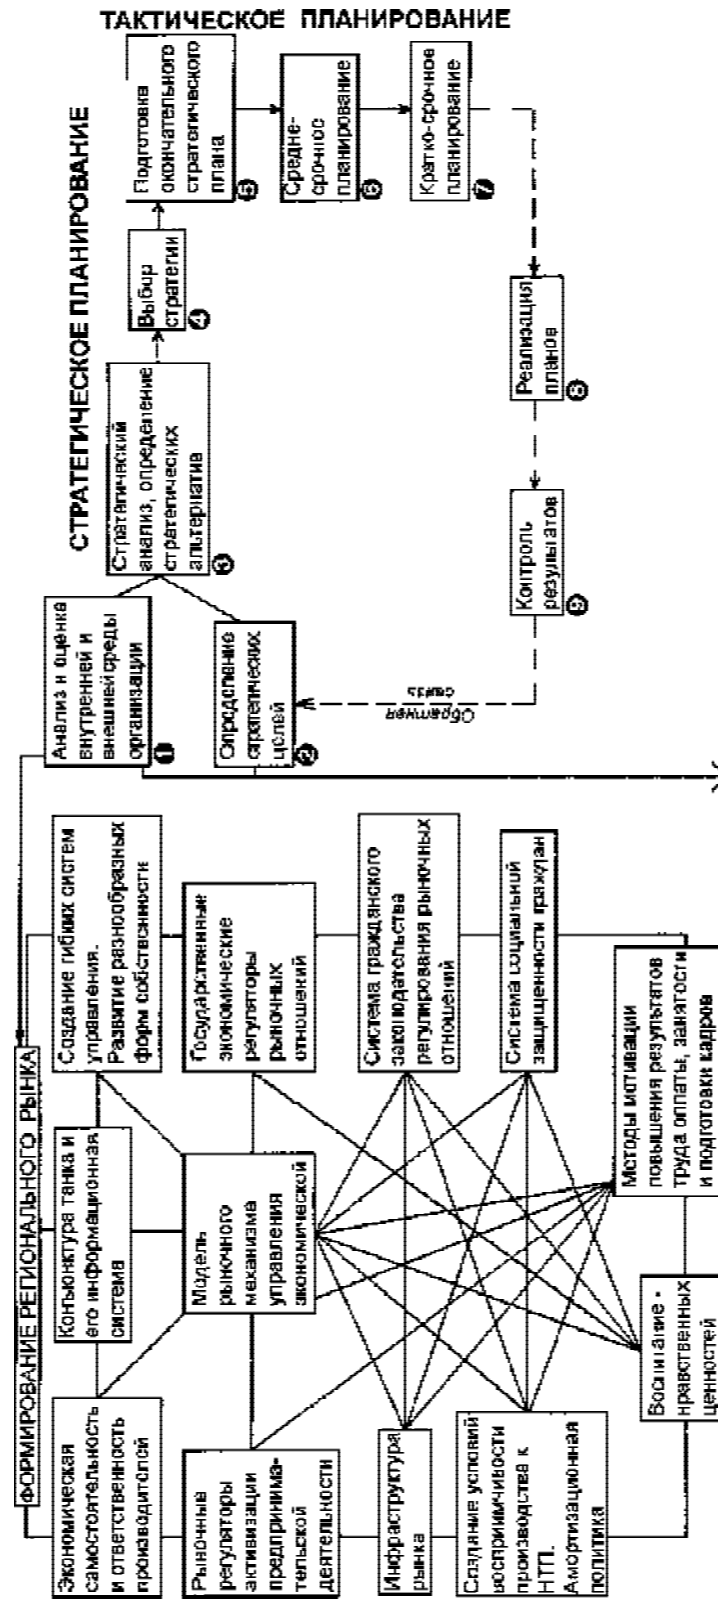 ТАКТИЧЕСКОЕ ПЛАНИРОВАНИЕ
СТРАТЕГИЧЕСКОЕ ПЛАНИРОВАНИЕ
ФОРМИРОВАНИЕ РЕГИОНАЛЬНОГО РЫНКА
Экономическая
самостоятельность
и ответственность
производителей
Конъюнктура танка и
его информационная
система
Создание гибких систем
управления.
Развитие разнообразных
форм собственности
Рыночные
регуляторы
активизации
предпринима-
тельской
деятельности
Модель
рыночного
механизма
управления
экономической
Государственные
экономические
регуляторы
рыночных
отношений
Инфраструктура
рынка
Система гражданского
законодательства
регулирования рыночных
отношений
Создание условий
восприимчивости
производства к
НТП.
Амортизационная
политика
Система социальний
защищенности граждан
Воспитание -
нравственных
ценностей
Методы мотивации
повышения результатов
труда оплаты, занятости
и подготовки кадров
Анализ и оценка
внутренней и
внешней среды
организации
1
Определение
стратегических
целей
2
Стратегический
анализ, определение
стратегических
альтернатив
3
Выбор
стратегии
4
Подготовка
окончательного
стратегического
плана
5
Средне-
срочное
планирование
6
Кратко-срочное
планирование
7
Реализация
планов
8
Контроль
результатов
9
Обратная
связь